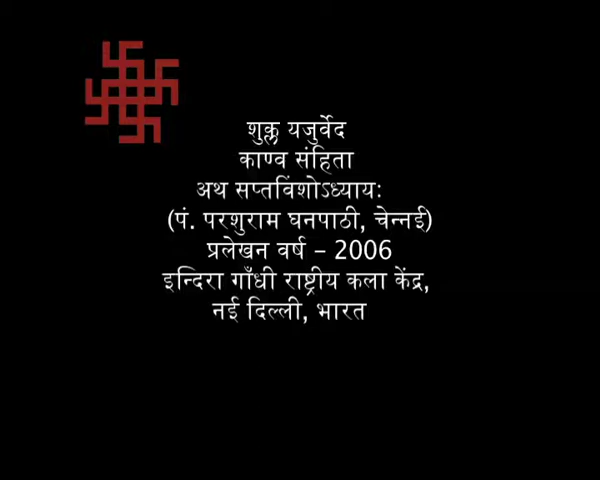 शुक्ल यजुर्वेद
काण्व संहिता
अथ सप्तविंशोऽध्यायः
(पं. परशुराम घनपाठी, चेन्नई)
प्रलेखन वर्ष – 2006
इन्दिरा गाँधी राष्ट्रीय कला केंद्र,
नई दिल्ली, भारत